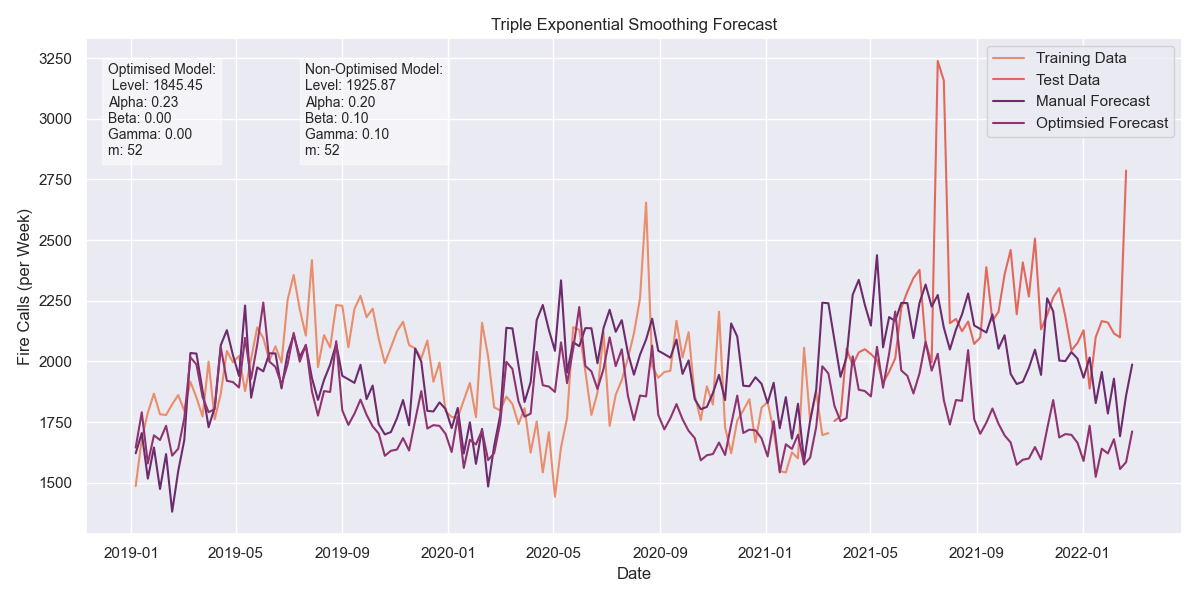 Triple Exponential Smoothing Forecast
Optimised Model:
Level: 1845.45
Alpha: 0.23
Beta: 0.00
Gamma: 0.00
m: 52
Non-Optimised Model:
Level: 1925.87
Alpha: 0.20
Beta: 0.10
Gamma: 0.10
m: 52
Training Data
Test Data
Manual Forecast
Optimsied Forecast
Fire Calls (per Week)
3250
3000
2750
2500
2250
2000
1750
1500
2019-01
2019-05
2019-09
2020-01
2020-05
2020-09
2021-01
2021-05
2021-09
2022-01
Date